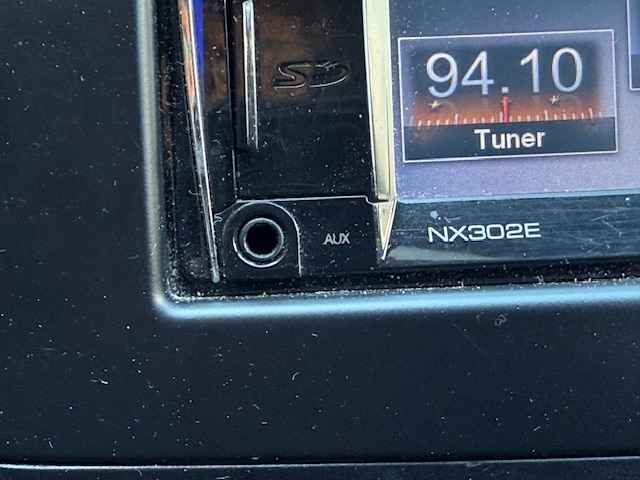 SD
94.10
Tuner
AUX
NX302E